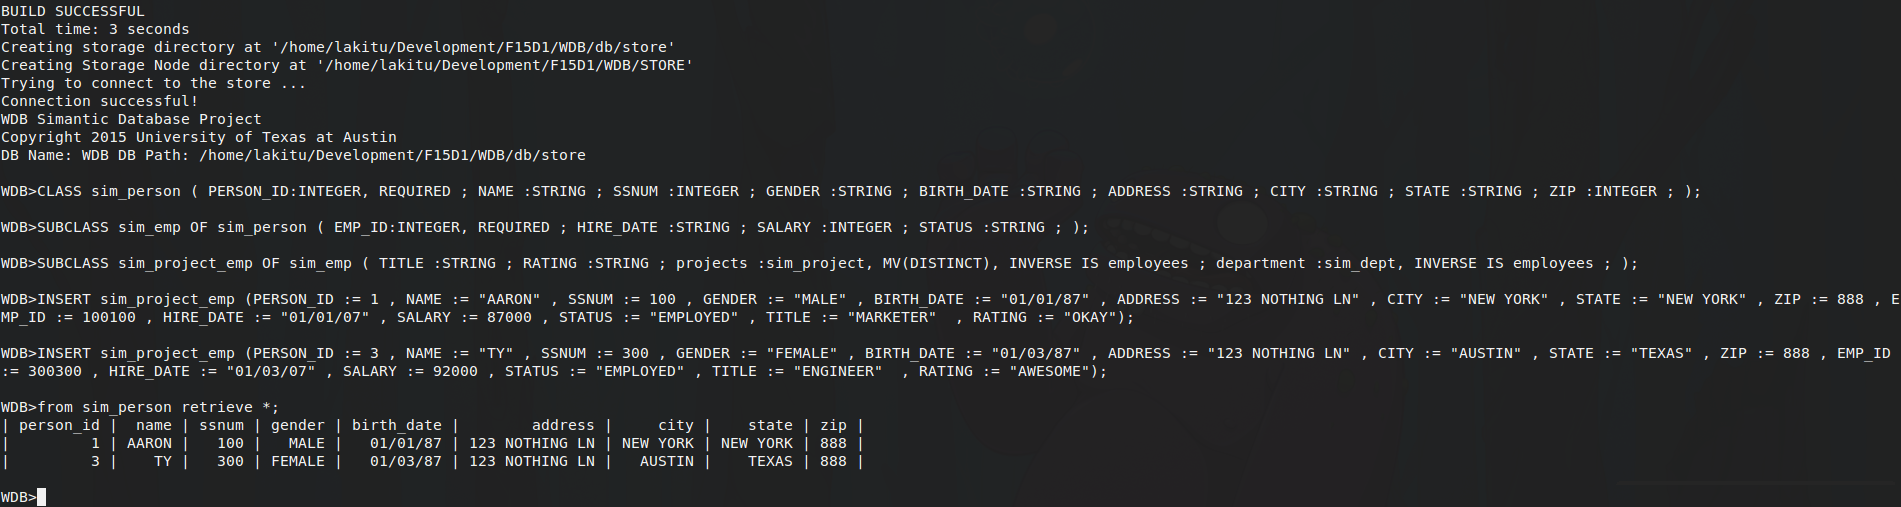 BUILD SUCCESSFUL
Total time: 3 seconds
Creating storage directory at '/home/lakitu/Development/F15D1/WDB/db/store'
Creating Storage Node directory at '/home/lakitu/Development/F15D1/WDB/STORE'
Trying to connect to the store ...
Connection successful!
WDB Simantic Database Project
Copyright 2015 University of Texas at Austin
DB Name: WDB DB Path: /home/lakitu/Development/F15D1/WDB/db/store
WDB>CLASS sim_person ( PERSON_ID:INTEGER, REQUIRED ; NAME :STRING ; SSNUM :INTEGER ; GENDER :STRING ; BIRTH_DATE :STRING ; ADDRESS :STRING ; CITY :STRING ; STATE :STRING ; ZIP :INTEGER ; );
WDB>SUBCLASS sim_emp OF sim_person ( EMP_ID:INTEGER, REQUIRED ; HIRE_DATE :STRING ; SALARY :INTEGER ; STATUS :STRING ; );
WDB>SUBCLASS sim_project_emp OF sim_emp ( TITLE :STRING ; RATING :STRING ; projects :sim_project, MV(DISTINCT), INVERSE IS employees ; department :sim_dept, INVERSE IS employees ; );
WDB>INSERT sim_project_emp (PERSON_ID := 1 , NAME := "AARON" , SSNUM := 100 , GENDER := "MALE" , BIRTH_DATE := "01/01/87" , ADDRESS := "123 NOTHING LN" , CITY := "NEW YORK" , STATE := "NEW YORK" , ZIP := 888 , E
MP_ID := 100100 , HIRE_DATE := "01/01/07" , SALARY := 87000 , STATUS := "EMPLOYED" , TITLE := "MARKETER"  , RATING := "OKAY");
WDB>INSERT sim_project_emp (PERSON_ID := 3 , NAME := "TY" , SSNUM := 300 , GENDER := "FEMALE" , BIRTH_DATE := "01/03/87" , ADDRESS := "123 NOTHING LN" , CITY := "AUSTIN" , STATE := "TEXAS" , ZIP := 888 , EMP_ID
:= 300300 , HIRE_DATE := "01/03/07" , SALARY := 92000 , STATUS := "EMPLOYED" , TITLE := "ENGINEER"  , RATING := "AWESOME");
WDB>from sim_person retrieve *;
| person_id |  name | ssnum | gender | birth_date |        address |     city |    state | zip |
|         1 | AARON |   100 |   MALE |   01/01/87 | 123 NOTHING LN | NEW YORK | NEW YORK | 888 |
|         3 |    TY |   300 | FEMALE |   01/03/87 | 123 NOTHING LN |   AUSTIN |    TEXAS | 888 |
WDB>